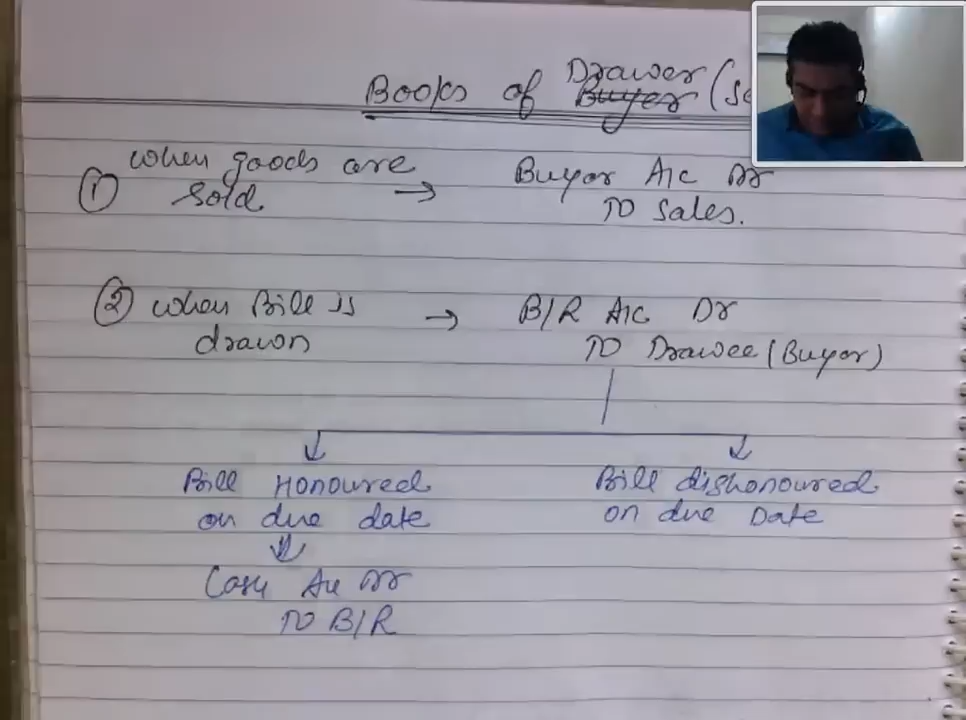 Books of Drawer Buyer (Se
① when goods are
sold → Buyer A/c Dr
To Sales.
② when Bill is → B/R A/c Dr
drawn
To Drawee (Buyer)
Bill Honoured
on due date
Bill dishonoured
on due Date
Cash A/c Dr
To B/R